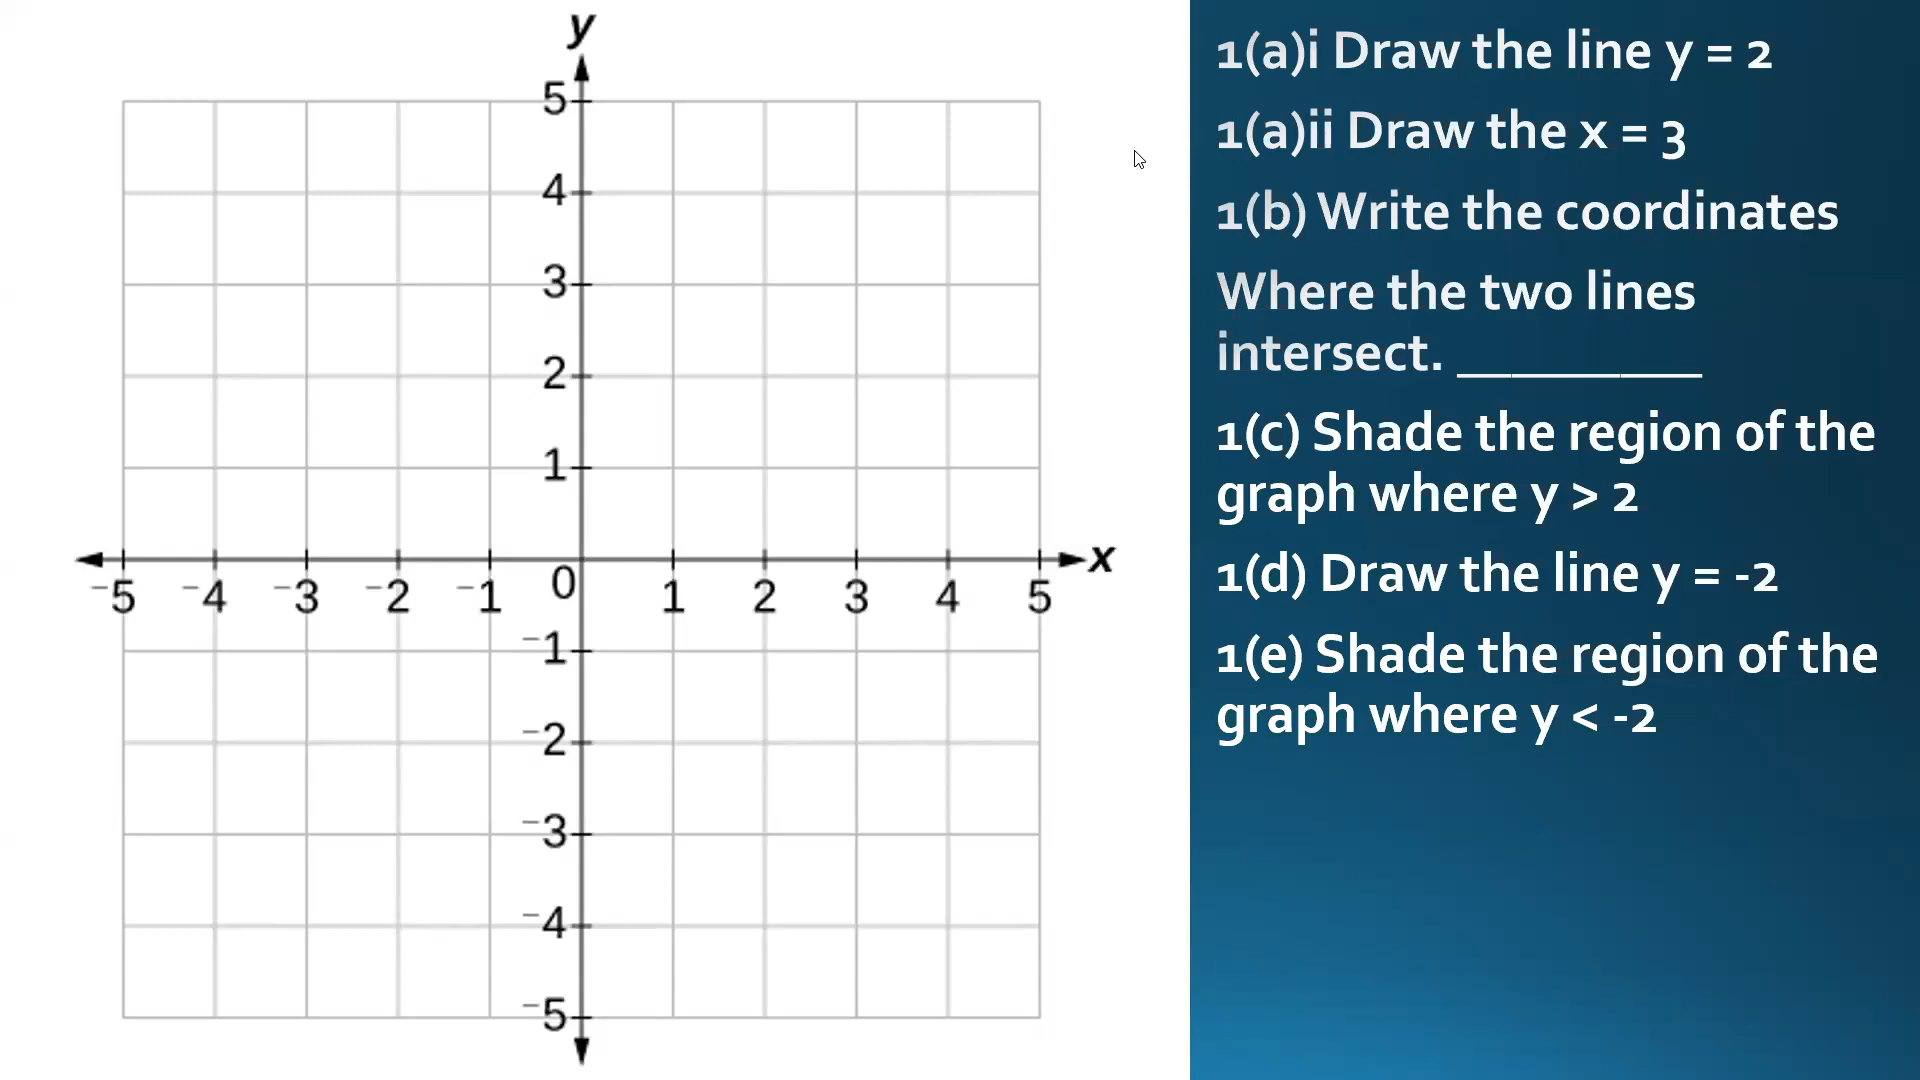 y
5
4
3
2
1
x
-5 -4 -3 -2 -1 0 1 2 3 4 5
-1
-2
-3
-4
-5
1(a)i Draw the line y = 2
1(a)ii Draw the x = 3
1(b) Write the coordinates
Where the two lines
intersect. _________
1(c) Shade the region of the
graph where y > 2
1(d) Draw the line y = -2
1(e) Shade the region of the
graph where y < -2